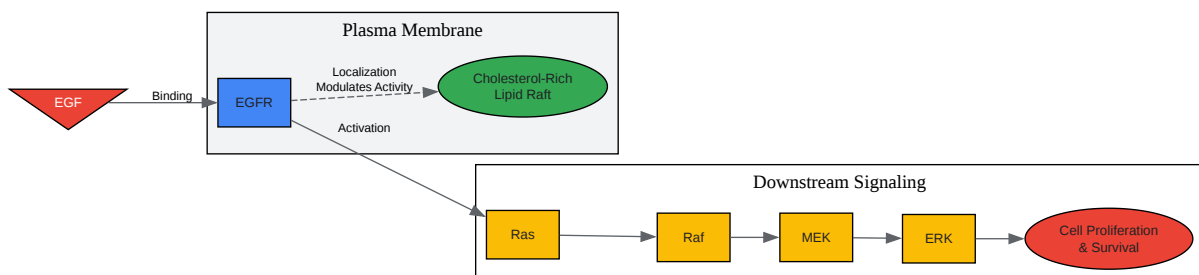 Plasma Membrane
EGF
Binding
EGFR
Localization
Modulates Activity
Cholesterol-Rich
Lipid Raft
Activation
Downstream Signaling
Ras
Raf
MEK
ERK
Cell Proliferation
& Survival